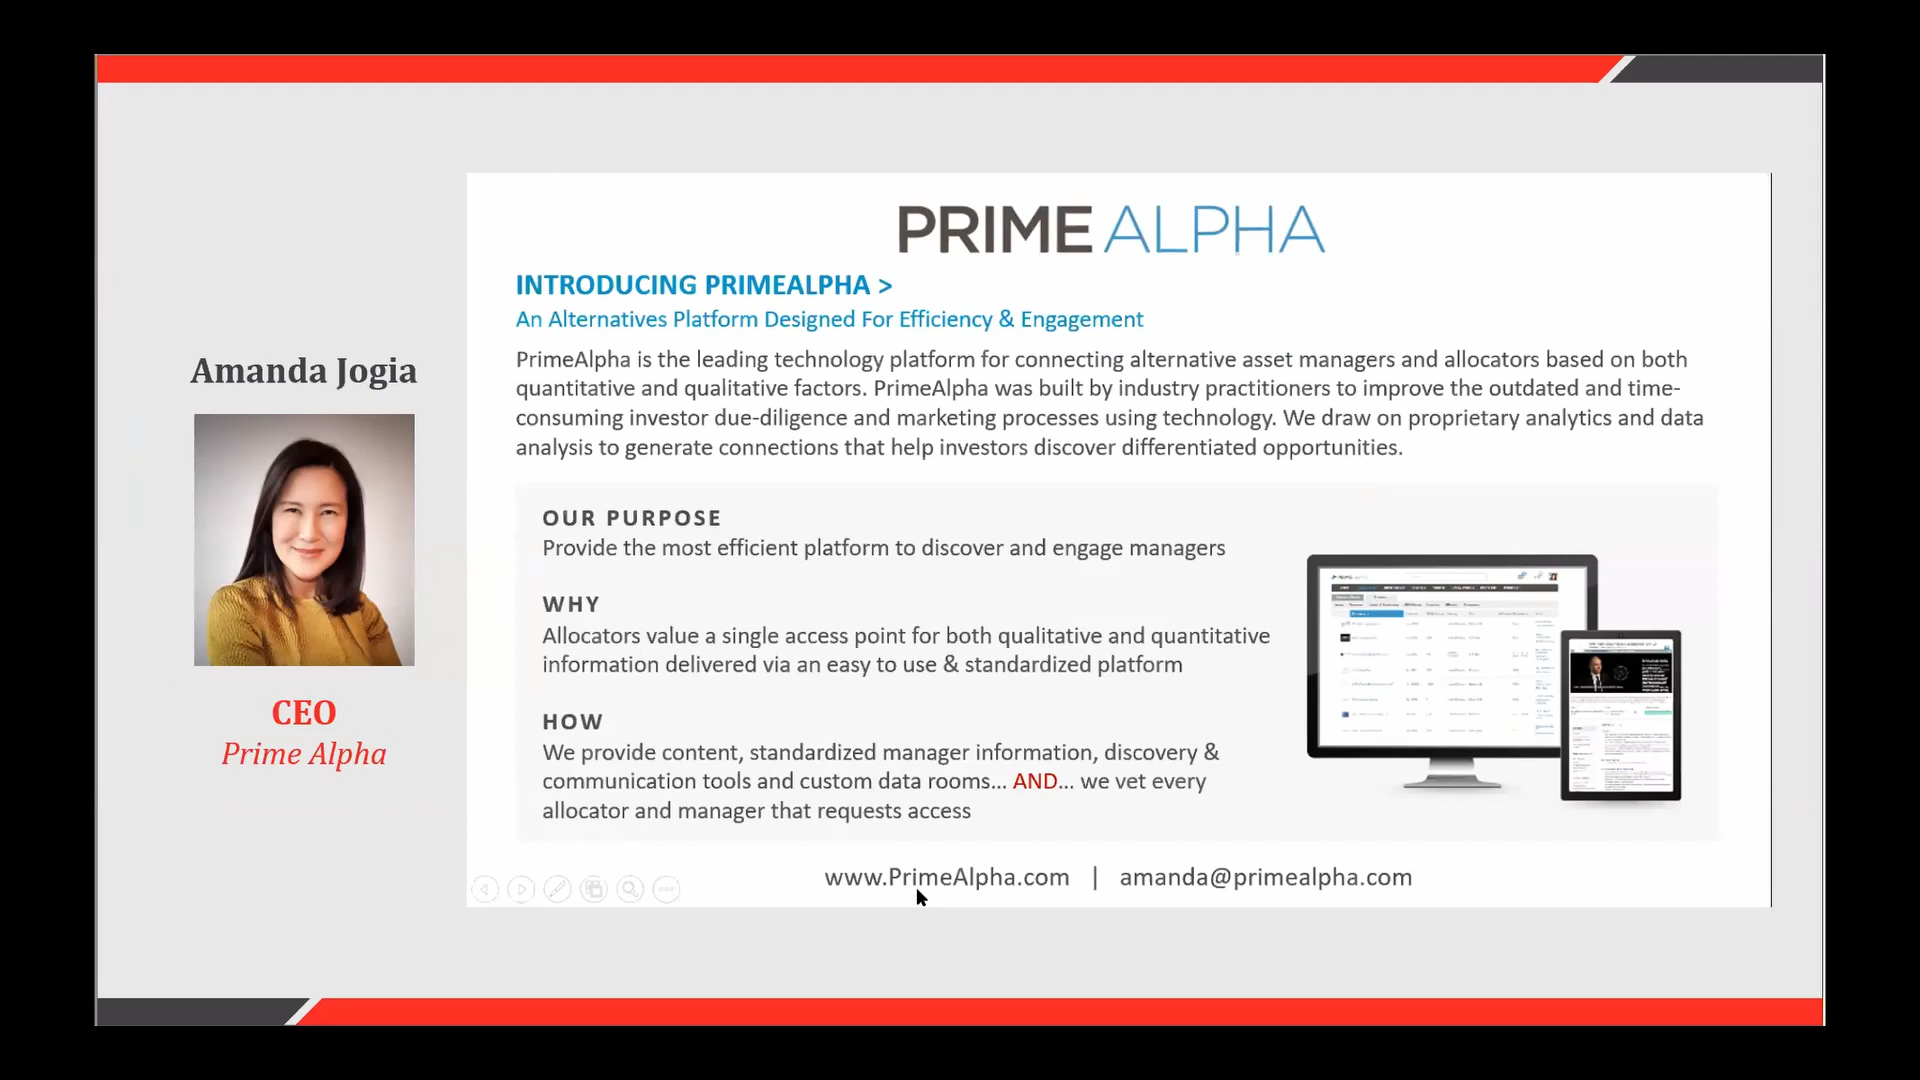 Amanda Jogia
CEO
Prime Alpha
PRIME ALPHA
INTRODUCING PRIMEALPHA >
An Alternatives Platform Designed For Efficiency & Engagement
PrimeAlpha is the leading technology platform for connecting alternative asset managers and allocators based on both
quantitative and qualitative factors. PrimeAlpha was built by industry practitioners to improve the outdated and time-
consuming investor due-diligence and marketing processes using technology. We draw on proprietary analytics and data
analysis to generate connections that help investors discover differentiated opportunities.
OUR PURPOSE
Provide the most efficient platform to discover and engage managers
WHY
Allocators value a single access point for both qualitative and quantitative
information delivered via an easy to use & standardized platform
HOW
We provide content, standardized manager information, discovery &
communication tools and custom data rooms... AND... we vet every
allocator and manager that requests access
www.PrimeAlpha.com | amanda@primealpha.com